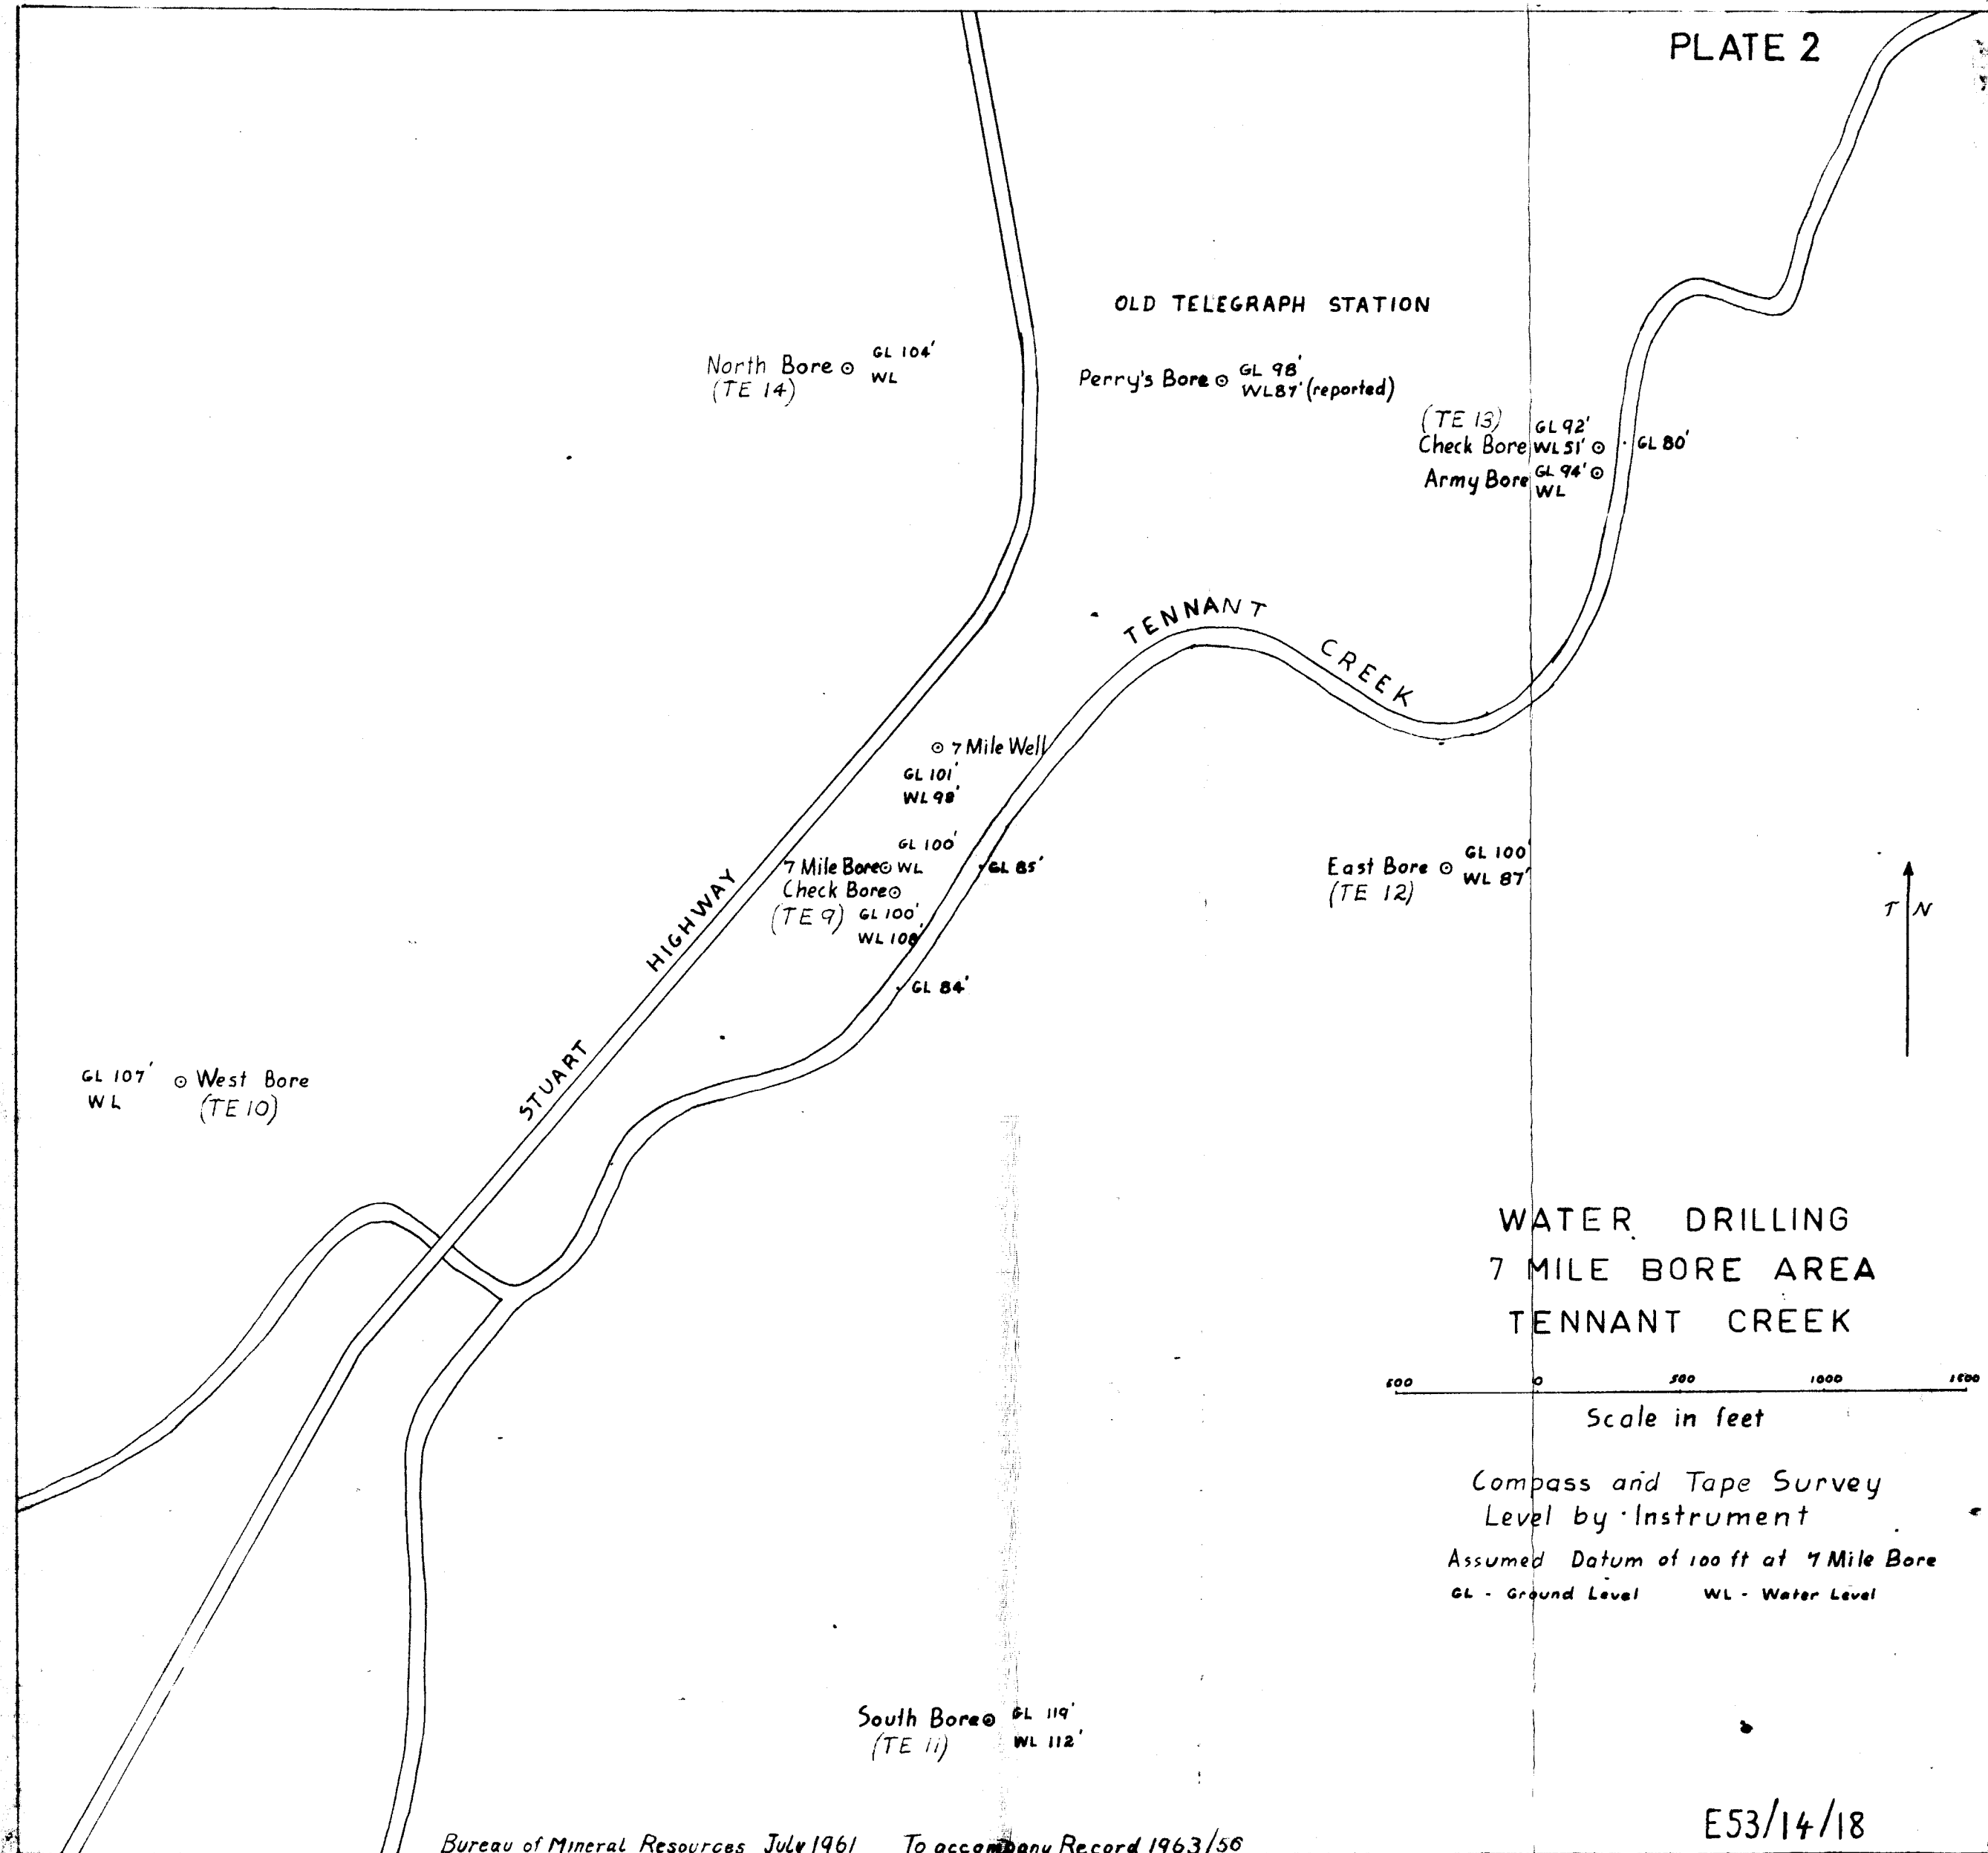 PLATE 2
OLD TELEGRAPH STATION
North Bore
(TE 14)
GL 104'
WL
Perry's Bore
GL 98'
WL 87' (reported)
(TE 13)
Check Bore
GL 92'
WL 51'
GL 80'
Army Bore
GL 94'
WL
TENNANT CREEK
7 Mile Well
GL 101'
WL 98'
GL 100'
7 Mile Bore WL
Check Bore
(TE 9) GL 100'
WL 108'
GL 85'
GL 84'
East Bore
(TE 12)
GL 100'
WL 87'
T N
STUART HIGHWAY
GL 107'
WL
West Bore
(TE 10)
WATER DRILLING
7 MILE BORE AREA
TENNANT CREEK
500 0 500 1000 1500
Scale in feet
Compass and Tape Survey
Level by Instrument
Assumed Datum of 100 ft at 7 Mile Bore
GL - Ground Level WL - Water Level
South Bore
(TE 11)
GL 119'
WL 112'
E53/14/18
Bureau of Mineral Resources July 1961 To accompany Record 1963/56